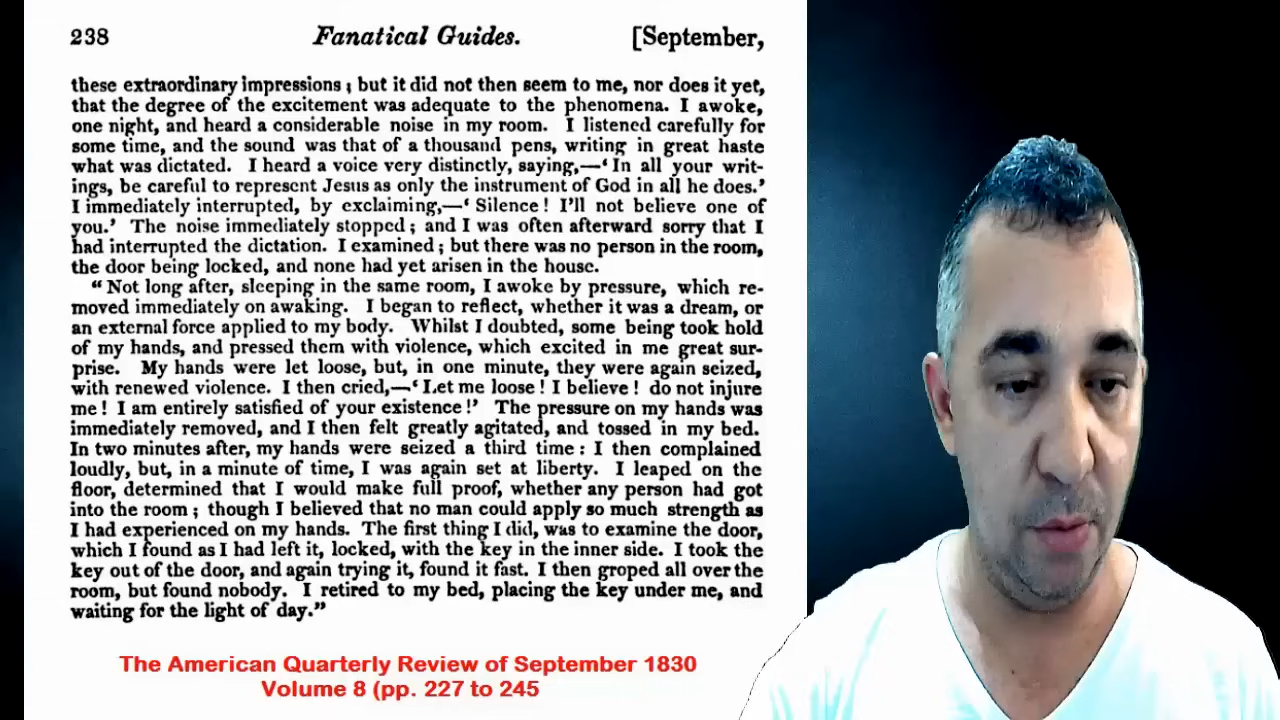 238 Fanatical Guides. [September,
these extraordinary impressions; but it did not then seem to me, nor does it yet,
that the degree of the excitement was adequate to the phenomena. I awoke,
one night, and heard a considerable noise in my room. I listened carefully for
some time, and the sound was that of a thousand pens, writing in great haste
what was dictated. I heard a voice very distinctly, saying,—‘In all your writ-
ings, be careful to represent Jesus as only the instrument of God in all he does.’
I immediately interrupted, by exclaiming,—‘Silence! I’ll not believe one of
you.’ The noise immediately stopped; and I was often afterward sorry that I
had interrupted the dictation. I examined; but there was no person in the room,
the door being locked, and none had yet arisen in the house.
“Not long after, sleeping in the same room, I awoke by pressure, which re-
moved immediately on awaking. I began to reflect, whether it was a dream, or
an external force applied to my body. Whilst I doubted, some being took hold
of my hands, and pressed them with violence, which excited in me great sur-
prise. My hands were let loose, but, in one minute, they were again seized,
with renewed violence. I then cried,—‘Let me loose! I believe! do not injure
me! I am entirely satisfied of your existence!’ The pressure on my hands was
immediately removed, and I then felt greatly agitated, and tossed in my bed.
In two minutes after, my hands were seized a third time: I then complained
loudly, but, in a minute of time, I was again set at liberty. I leaped on the
floor, determined that I would make full proof, whether any person had got
into the room; though I believed that no man could apply so much strength as
I had experienced on my hands. The first thing I did, was to examine the door,
which I found as I had left it, locked, with the key in the inner side. I took the
key out of the door, and again trying it, found it fast. I then groped all over the
room, but found nobody. I retired to my bed, placing the key under me, and
waiting for the light of day.”
The American Quarterly Review of September 1830
Volume 8 (pp. 227 to 245